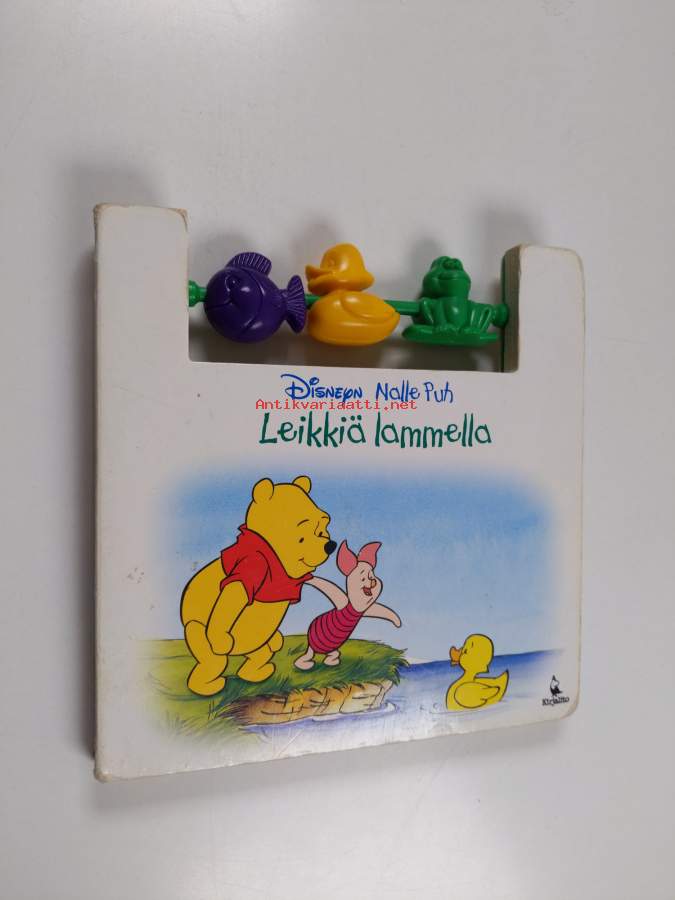 Disneyn Nalle Puh
Antikvariaatti.net
Leikkiä lammella
Kirjalito